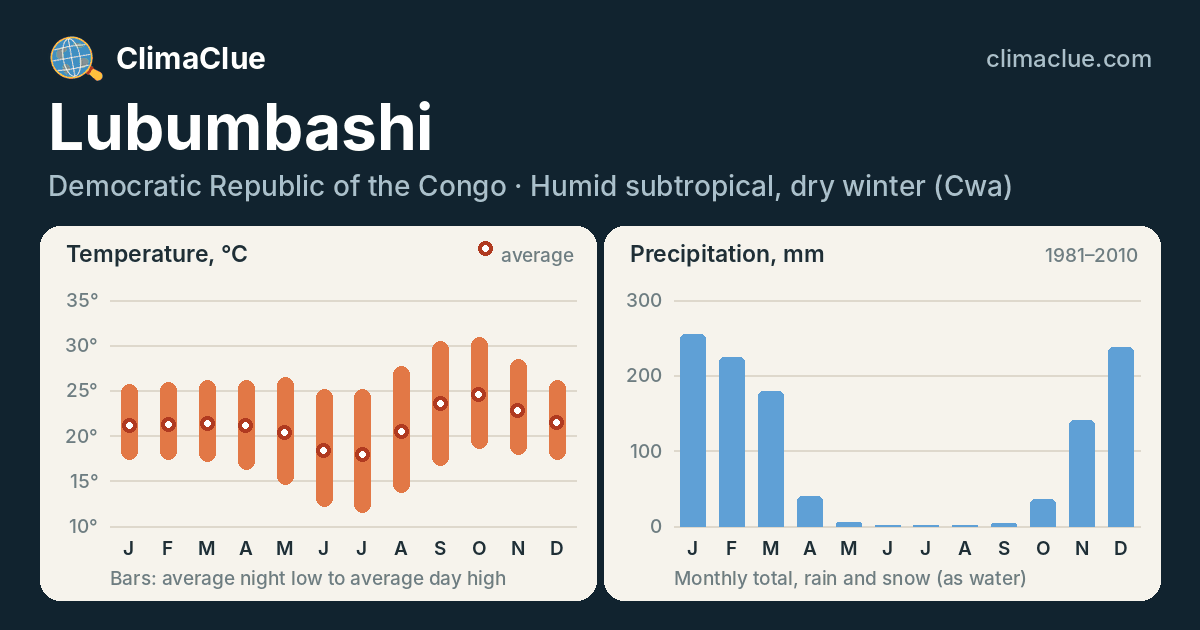 ClimaClue
climaclue.com
Lubumbashi
Democratic Republic of the Congo · Humid subtropical, dry winter (Cwa)
Temperature, °C
average
35°
30°
25°
20°
15°
10°
J F M A M J J A S O N D
Bars: average night low to average day high
Precipitation, mm
1981–2010
300
200
100
0
J F M A M J J A S O N D
Monthly total, rain and snow (as water)